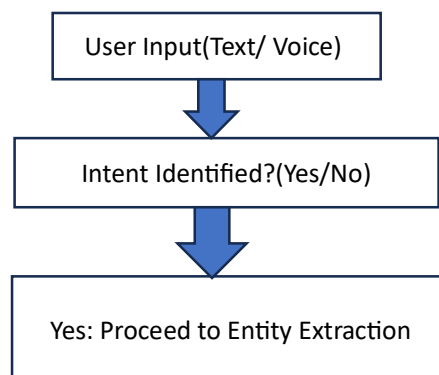 User Input(Text/ Voice)
Intent Identified?(Yes/No)
Yes: Proceed to Entity Extraction